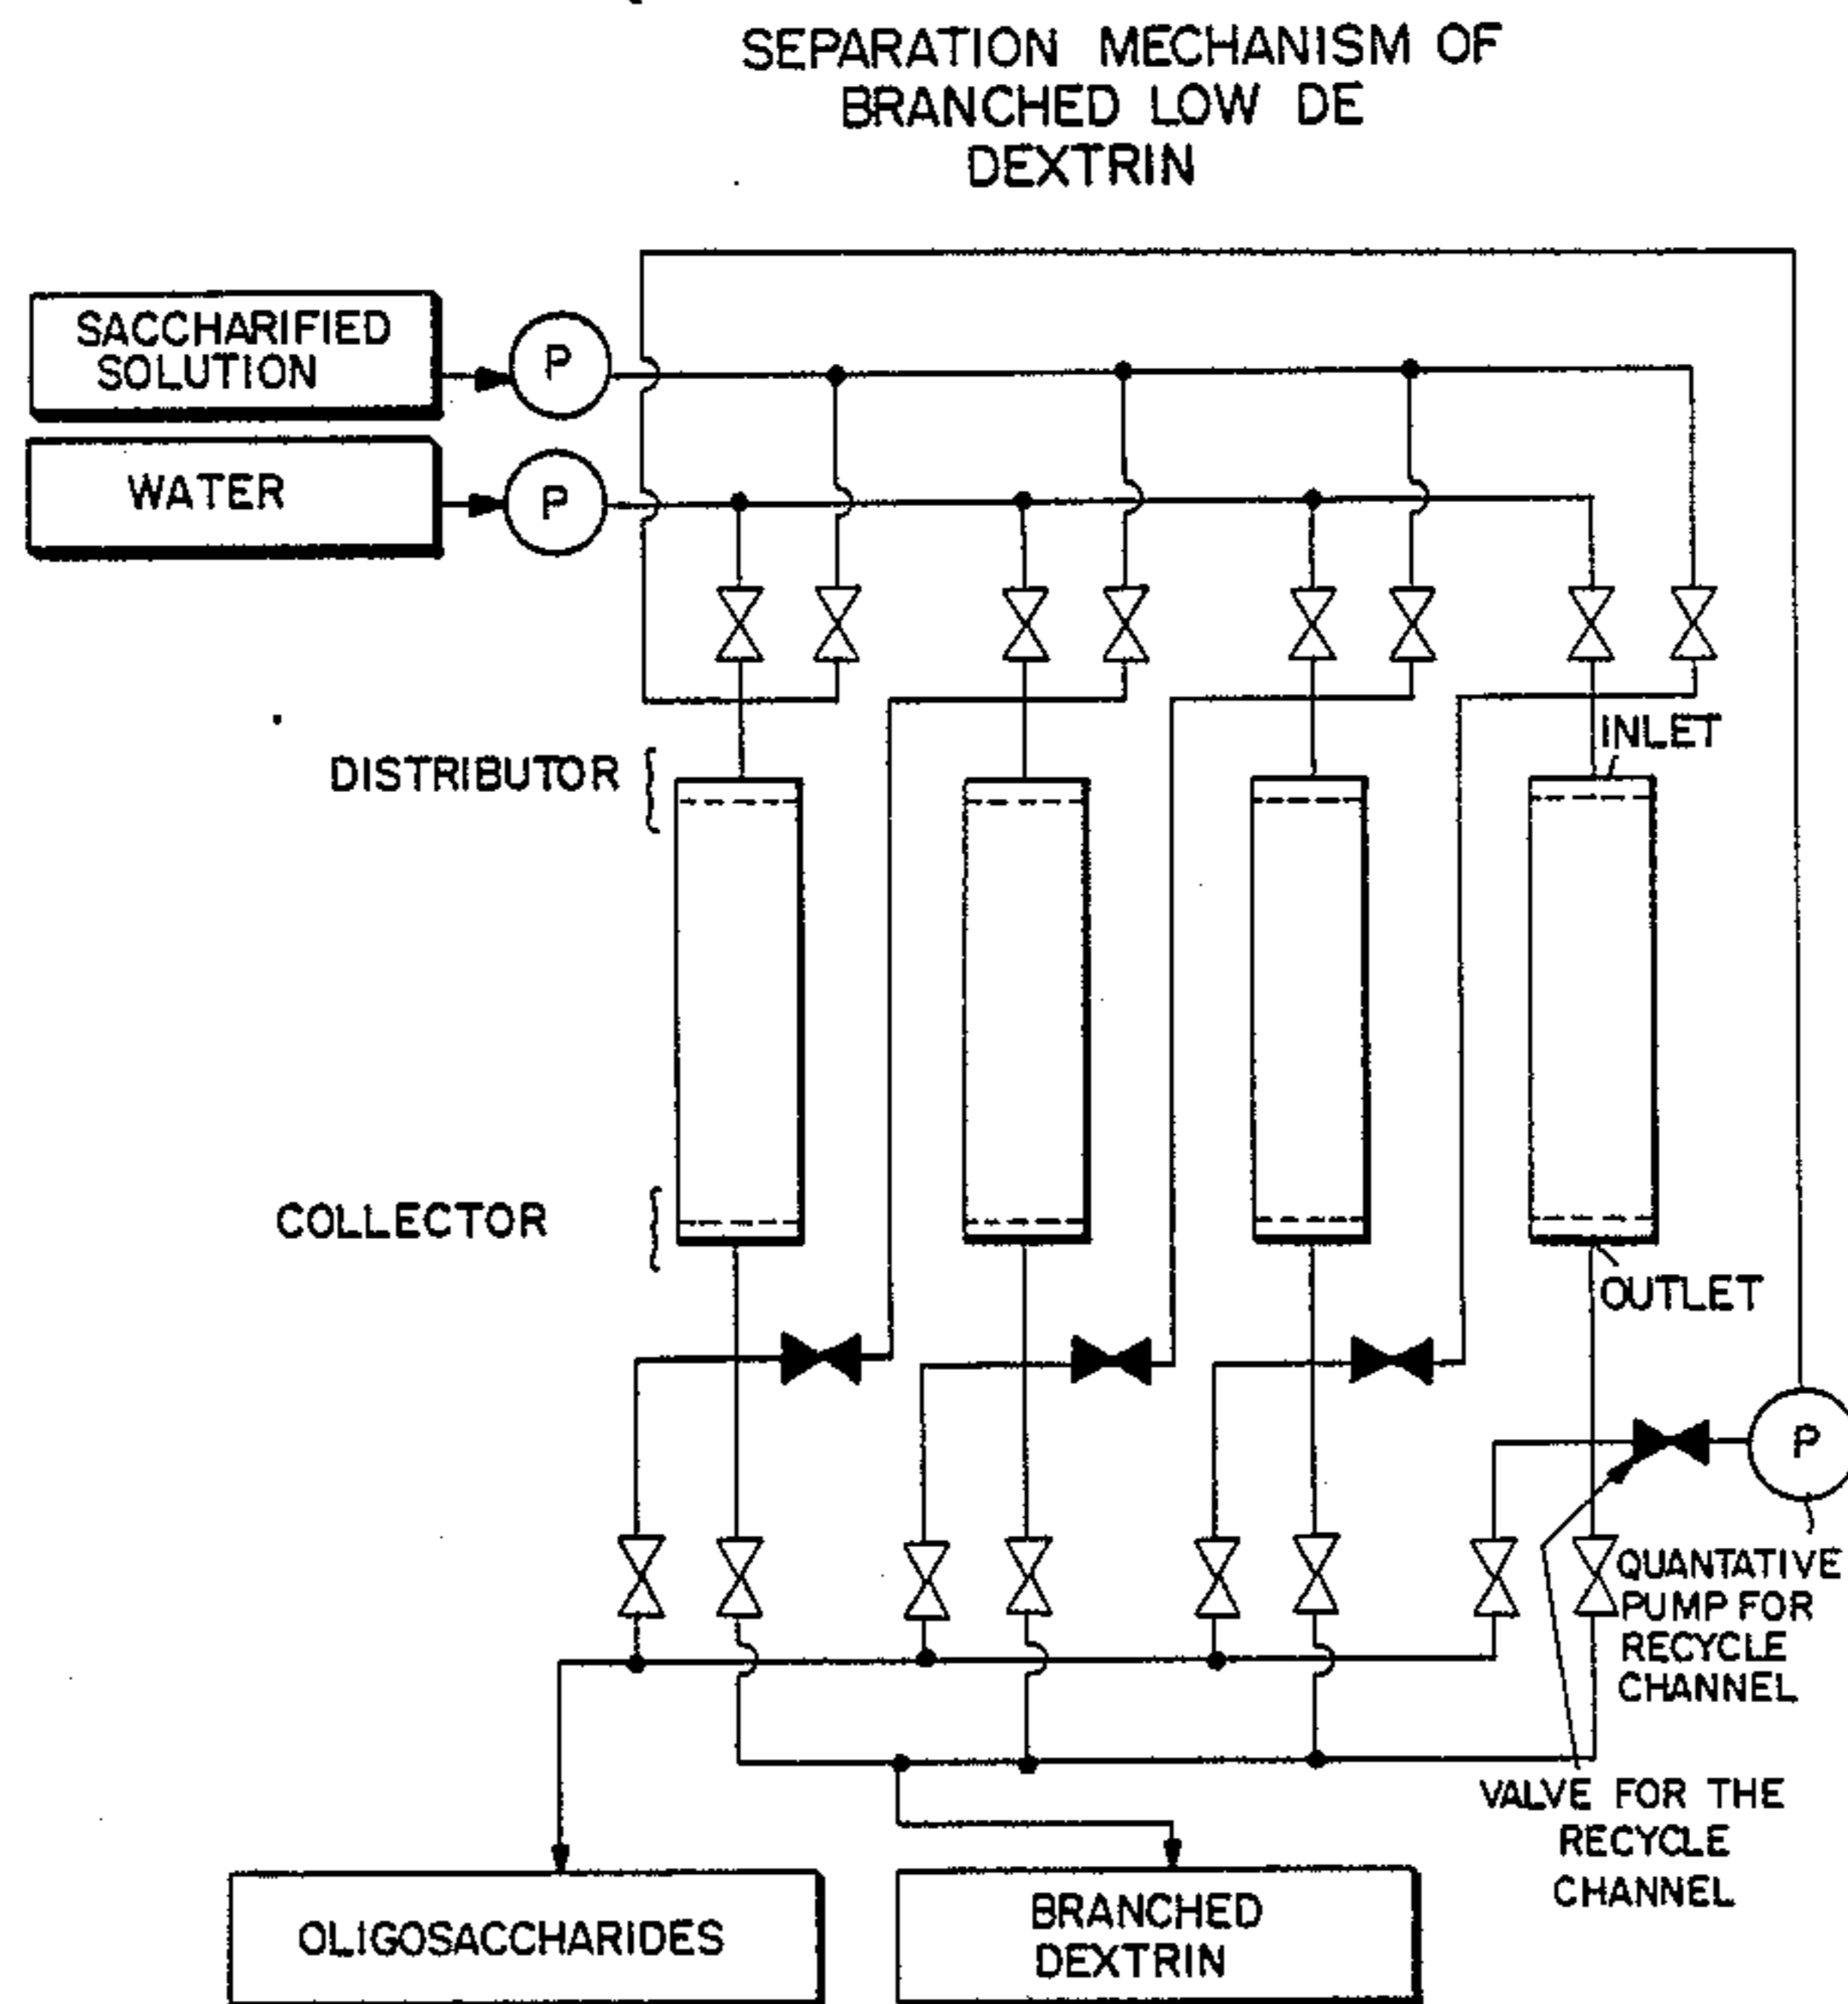 SEPARATION MECHANISM OF
BRANCHED LOW DE
DEXTRIN
SACCHARIFIED
SOLUTION
P
WATER
P
INLET
DISTRIBUTOR
COLLECTOR
OUTLET
P
QUANTATIVE
PUMP FOR
RECYCLE
CHANNEL
VALVE FOR THE
RECYCLE
CHANNEL
OLIGOSACCHARIDES
BRANCHED
DEXTRIN